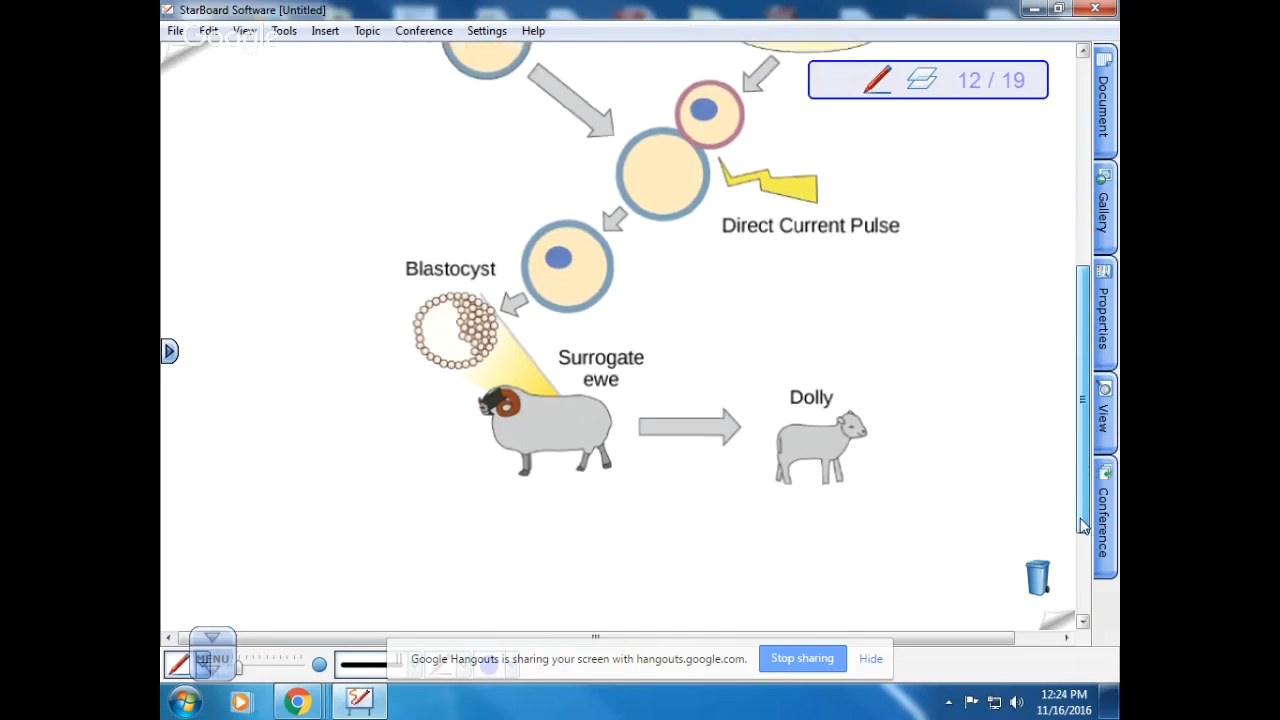 StarBoard Software [Untitled]
File Edit View Tools Insert Topic Conference Settings Help
Google
12 / 19
Document
Gallery
Properties
View
Conference
Direct Current Pulse
Blastocyst
Surrogate
ewe
Dolly
MENU
Google Hangouts is sharing your screen with hangouts.google.com. Stop sharing Hide
12:24 PM
11/16/2016